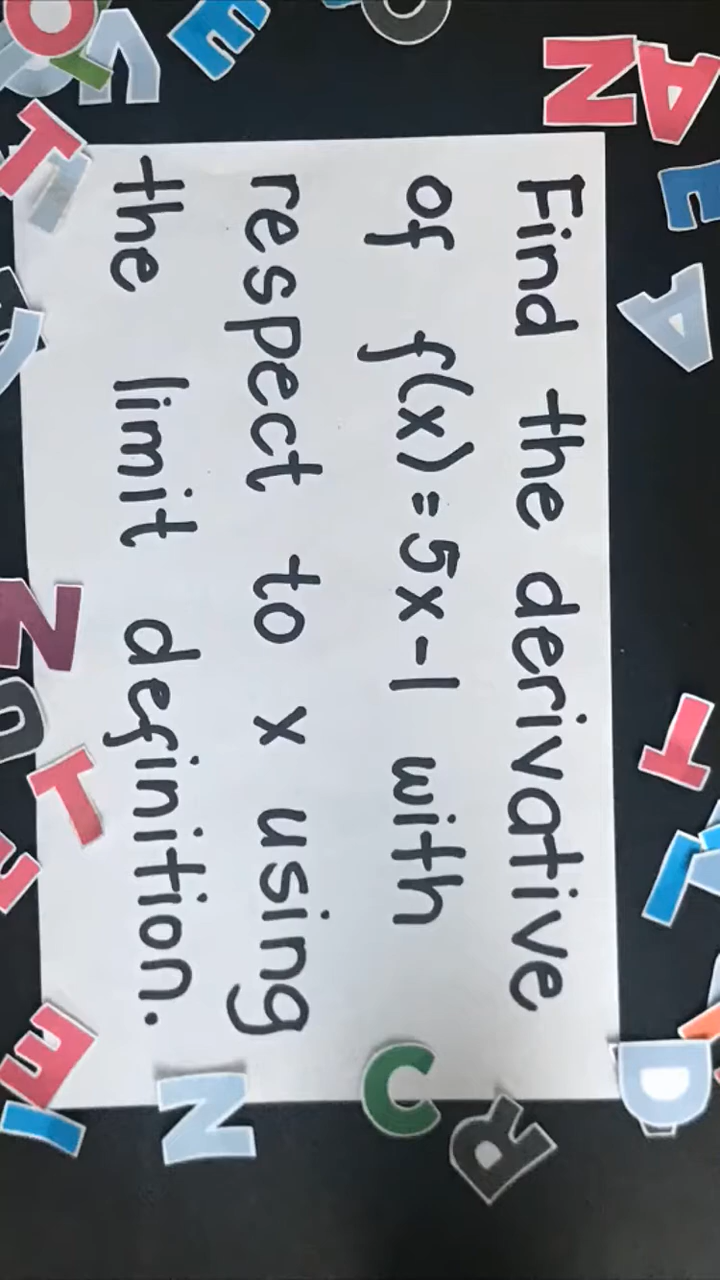 Find the derivative
of f(x) = 5x - 1 with
respect to x using
the limit definition.